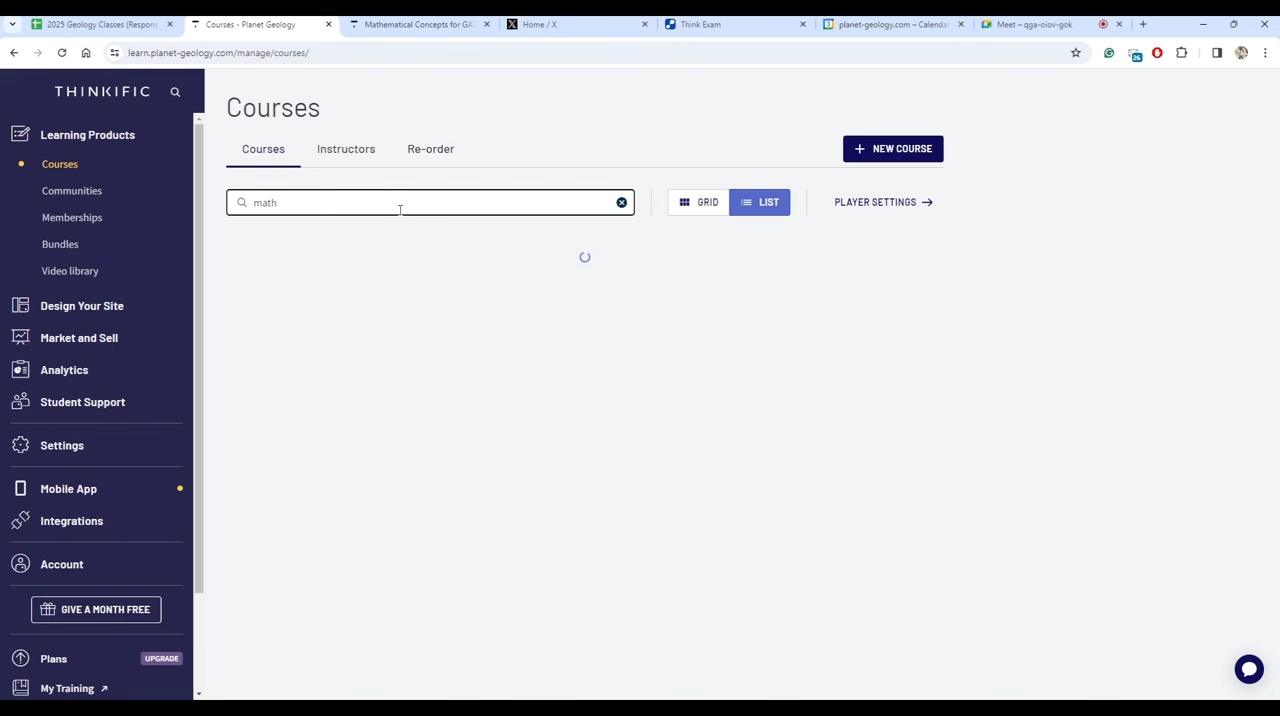 2025 Geology Classes (Respon
Courses - Planet Geology
Mathematical Concepts for GA
Home / X
Think Exam
planet-geology.com – Calenda
Meet – qga-oiov-gok
learn.planet-geology.com/manage/courses/
26
THINKIFIC
Learning Products
Courses
Communities
Memberships
Bundles
Video library
Design Your Site
Market and Sell
Analytics
Student Support
Settings
Mobile App
Integrations
Account
GIVE A MONTH FREE
Plans
UPGRADE
My Training
Courses
Courses
Instructors
Re-order
NEW COURSE
math
GRID
LIST
PLAYER SETTINGS